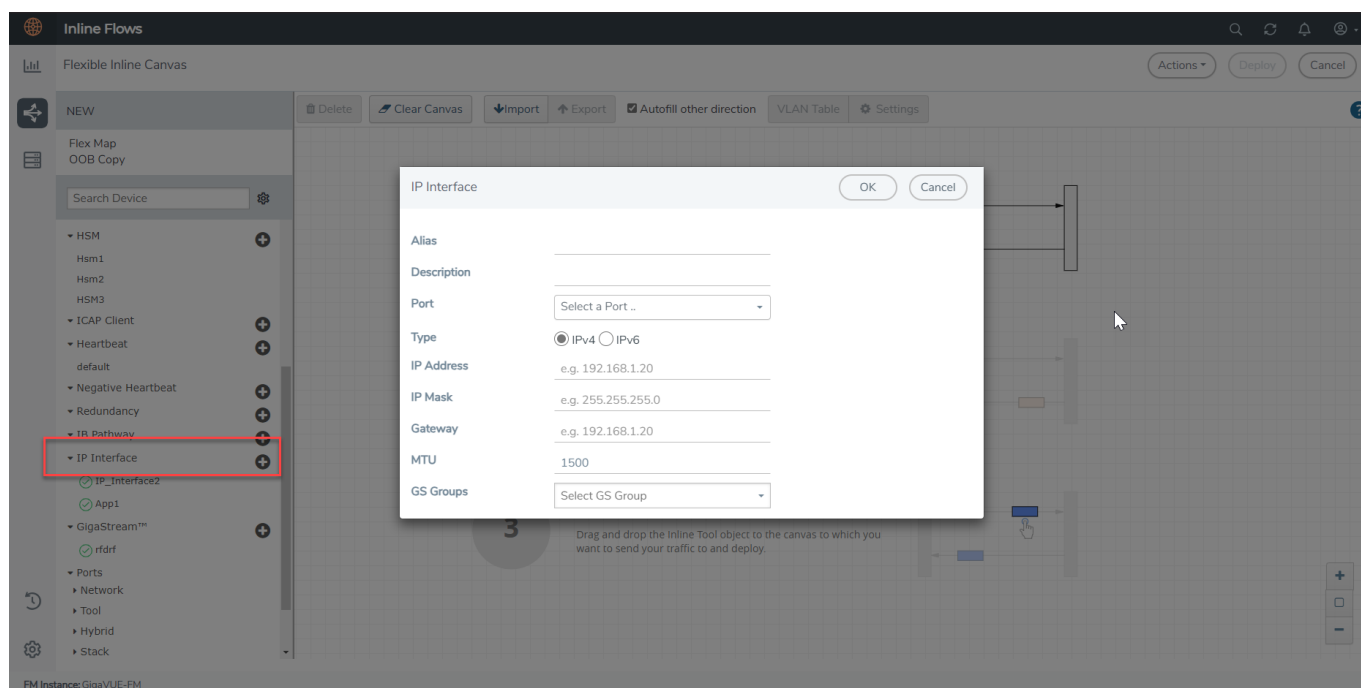 Inline Flows
Flexible Inline Canvas
Actions
Deploy
Cancel
NEW
Delete
Clear Canvas
Import
Export
Autofill other direction
VLAN Table
Settings
?
Flex Map
OOB Copy
Search Device
HSM
Hsm1
Hsm2
HSM3
ICAP Client
Heartbeat
default
Negative Heartbeat
Redundancy
IB Pathway
IP Interface
IP_Interface2
App1
GigaStream™
rfdrf
Ports
Network
Tool
Hybrid
Stack
IP Interface
OK
Cancel
Alias
Description
Port
Select a Port ..
Type
IPv4
IPv6
IP Address
e.g. 192.168.1.20
IP Mask
e.g. 255.255.255.0
Gateway
e.g. 192.168.1.20
MTU
1500
GS Groups
Select GS Group
3
Drag and drop the Inline Tool object to the canvas to which you
want to send your traffic to and deploy.
FM Instance: GigaVUE-FM